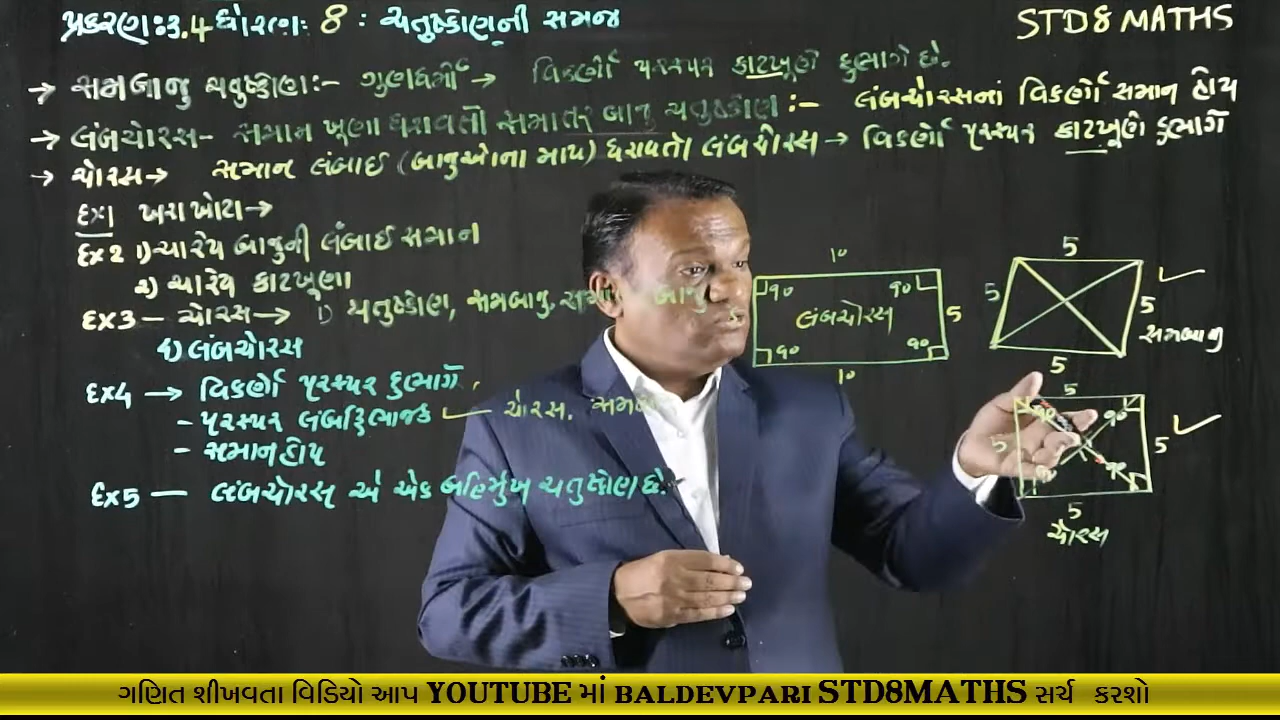 પ્રકરણઃ૩.4 ધોરણઃ 8 : ચતુષ્કોણની સમજ
STD8 MATHS
→ સમબાજુ ચતુષ્કોણઃ- ગુણધર્મો → વિકર્ણો પરસ્પર કાટખૂણે દુભાગે છે.
→ લંબચોરસ- સમાન ખૂણા ધરાવતો સમાંતર બાજુ ચતુષ્કોણ :- લંબચોરસનાં વિકર્ણો સમાન હોય
→ ચોરસ→ સમાન લંબાઈ (બાજુઓના માપ) ધરાવતો લંબચોરસ → વિકર્ણો પરસ્પર કાટખૂણે દુભાગે
Ex1 ખરા ખોટા→
Ex2 1) ચારેય બાજુની લંબાઈ સમાન
૨) ચારેય કાટખૂણા
Ex3 - ચોરસ→ 1) ચતુષ્કોણ, સમબાજુ, બાજુ
4) લંબચોરસ
Ex4 → વિકર્ણો પરસ્પર દુભાગે
- પરસ્પર લંબદ્વિભાજક ✓ ચોરસ.
- સમાન હોય
Ex5 — લંબચોરસ એ એક બહિર્મુખ ચતુષ્કોણ છે.
10
90 90
લંબચોરસ 5
90 90
10
5
5 5 ✓
સમબાજુ
5
5
90 90
5 5 ✓
90 90
5
ચોરસ
ગણિત શીખવતા વિડિયો આપ YOUTUBE માં BALDEVPARI STD8MATHS સર્ચ કરશો